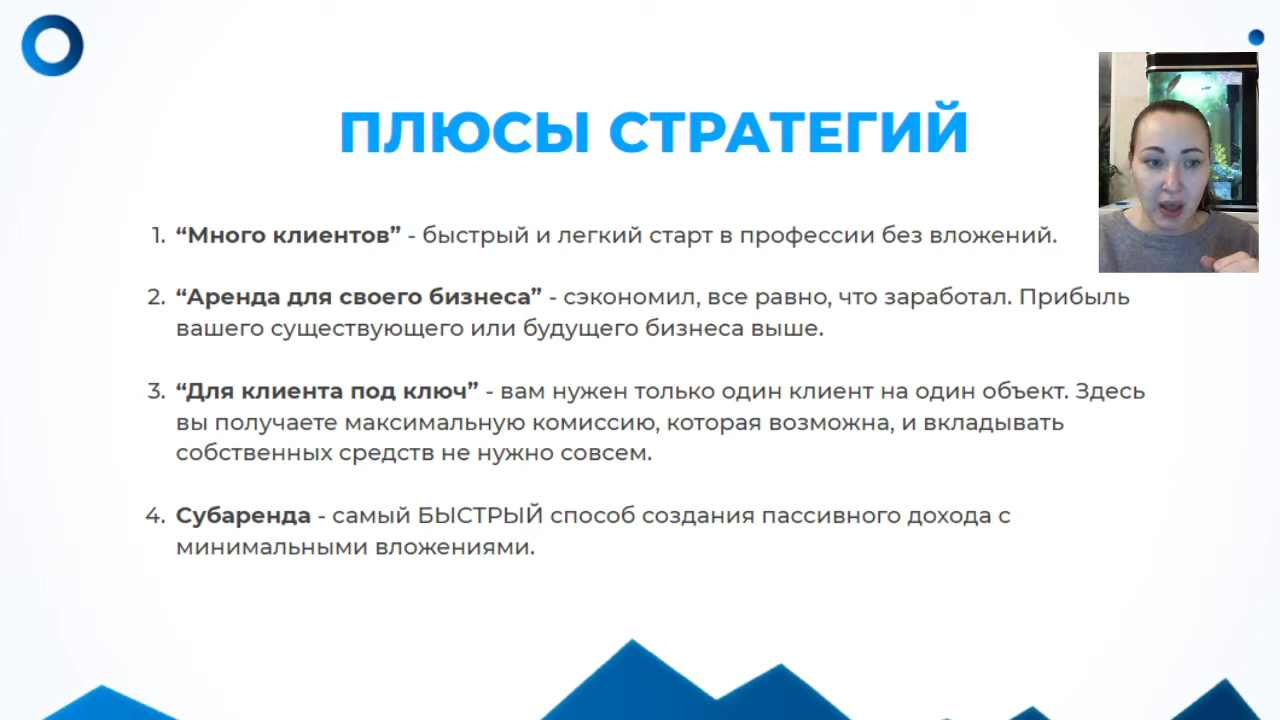 ПЛЮСЫ СТРАТЕГИЙ
1. “Много клиентов” - быстрый и легкий старт в профессии без вложений.
2. “Аренда для своего бизнеса” - сэкономил, все равно, что заработал. Прибыль
вашего существующего или будущего бизнеса выше.
3. “Для клиента под ключ” - вам нужен только один клиент на один объект. Здесь
вы получаете максимальную комиссию, которая возможна, и вкладывать
собственных средств не нужно совсем.
4. Субаренда - самый БЫСТРЫЙ способ создания пассивного дохода с
минимальными вложениями.